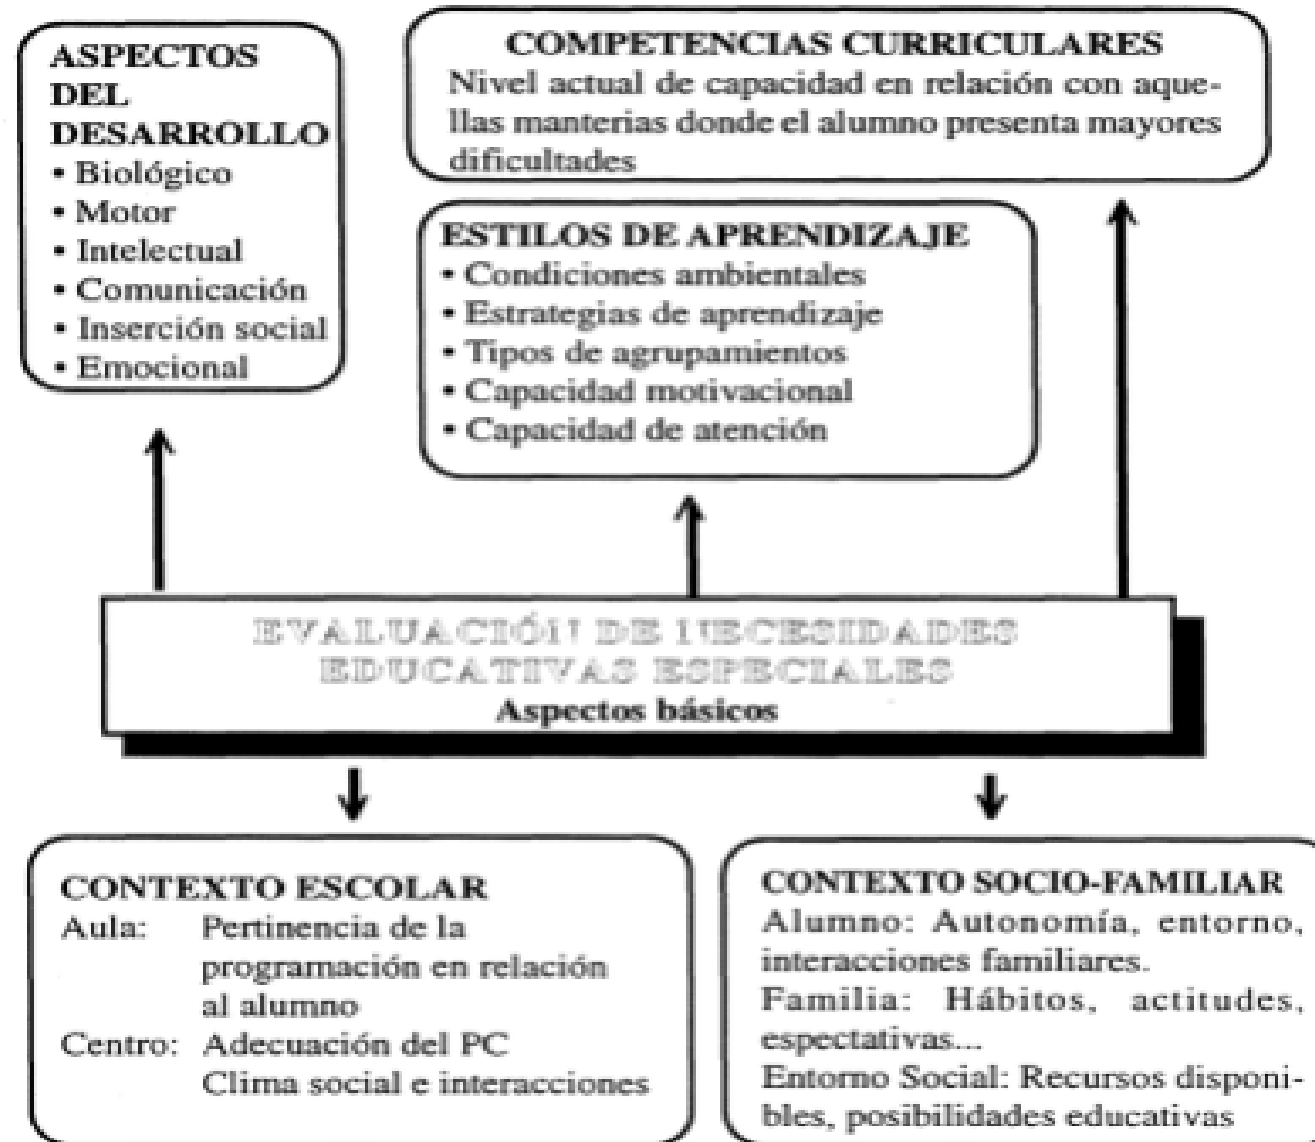 ASPECTOS
DEL
DESARROLLO
• Biológico
• Motor
• Intelectual
• Comunicación
• Inserción social
• Emocional
COMPETENCIAS CURRICULARES
Nivel actual de capacidad en relación con aque-
llas manterias donde el alumno presenta mayores
dificultades
ESTILOS DE APRENDIZAJE
• Condiciones ambientales
• Estrategias de aprendizaje
• Tipos de agrupamientos
• Capacidad motivacional
• Capacidad de atención
EVALUACIÓN DE NECESIDADES
EDUCATIVAS ESPECIALES
Aspectos básicos
CONTEXTO ESCOLAR
Aula: Pertinencia de la
programación en relación
al alumno
Centro: Adecuación del PC
Clima social e interacciones
CONTEXTO SOCIO-FAMILIAR
Alumno: Autonomía, entorno,
interacciones familiares.
Familia: Hábitos, actitudes,
espectativas...
Entorno Social: Recursos disponi-
bles, posibilidades educativas